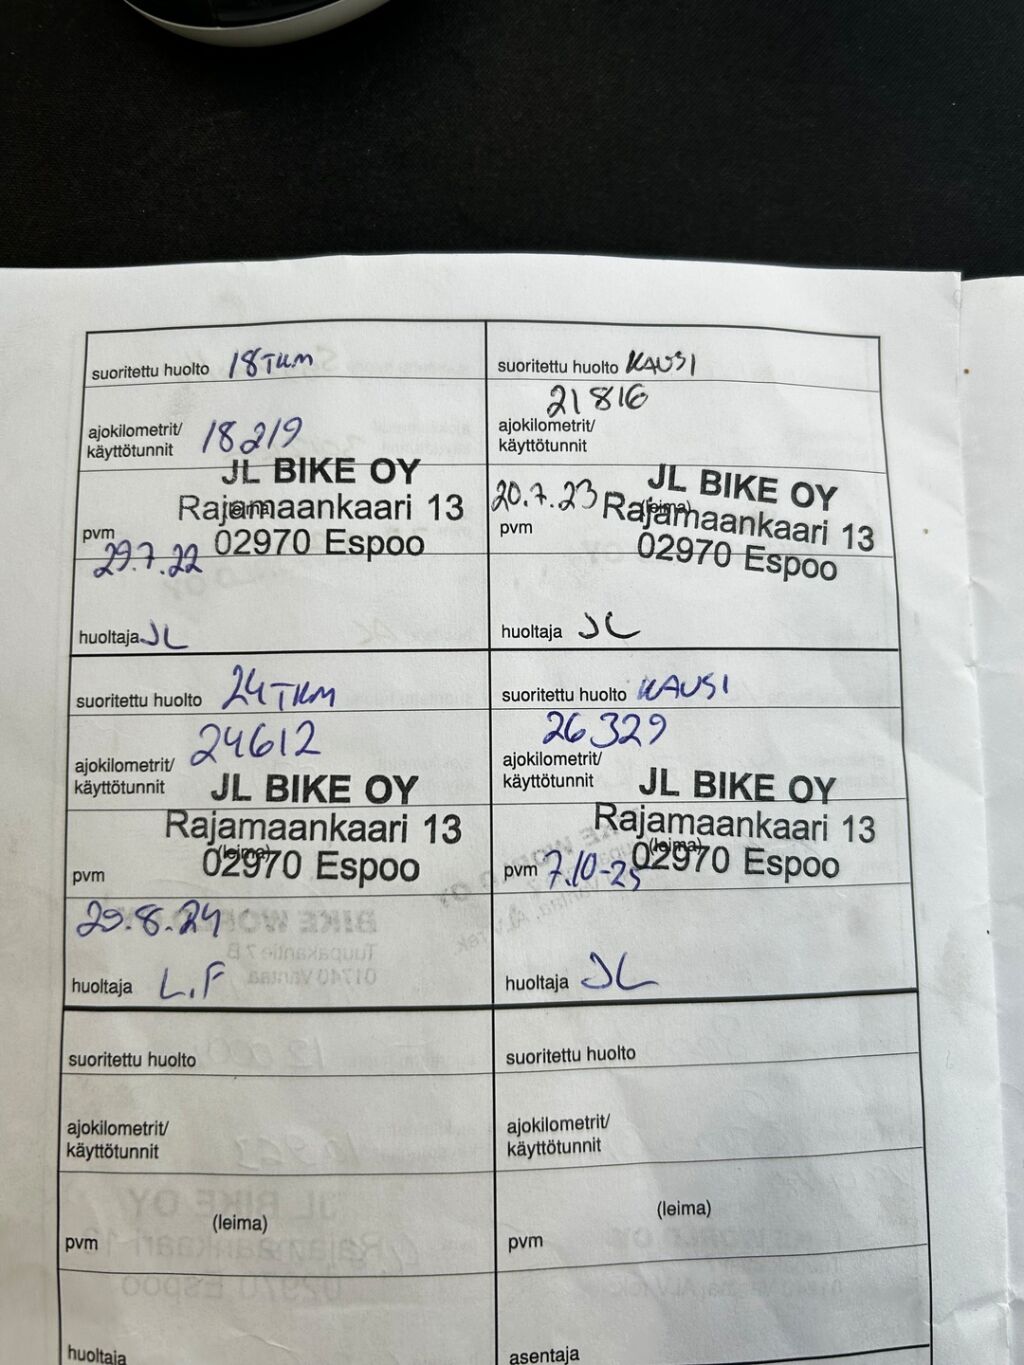 suoritettu huolto 18TKM
ajokilometrit/
käyttötunnit 18219
JL BIKE OY
Rajamaankaari 13
(leima)
02970 Espoo
pvm
29.7.22
huoltaja JL
suoritettu huolto KAUSI
21816
ajokilometrit/
käyttötunnit
JL BIKE OY
20.7.23 Rajamaankaari 13
(leima)
pvm
02970 Espoo
huoltaja JL
suoritettu huolto 24TKM
24612
ajokilometrit/
käyttötunnit
JL BIKE OY
Rajamaankaari 13
(leima)
02970 Espoo
pvm
29.8.24
huoltaja L.F
suoritettu huolto KAUSI
26329
ajokilometrit/
käyttötunnit
JL BIKE OY
Rajamaankaari 13
(leima)
pvm 7.10-25 02970 Espoo
huoltaja JL
suoritettu huolto
ajokilometrit/
käyttötunnit
(leima)
pvm
huoltaja
suoritettu huolto
ajokilometrit/
käyttötunnit
(leima)
pvm
asentaja